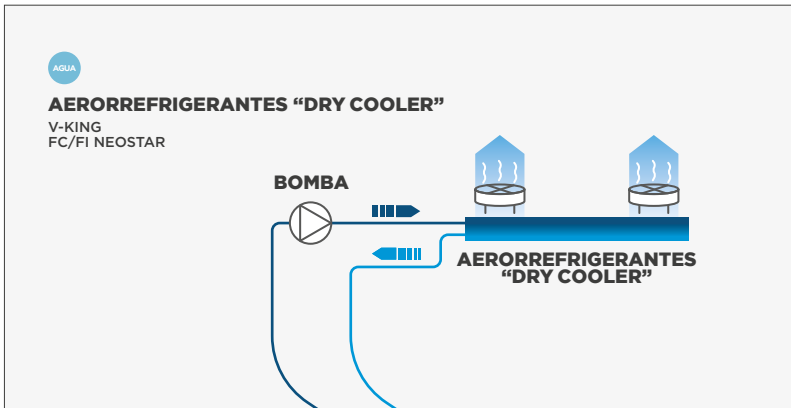 AGUA
AERORREFRIGERANTES “DRY COOLER”
V-KING
FC/FI NEOSTAR
BOMBA
AERORREFRIGERANTES
“DRY COOLER”